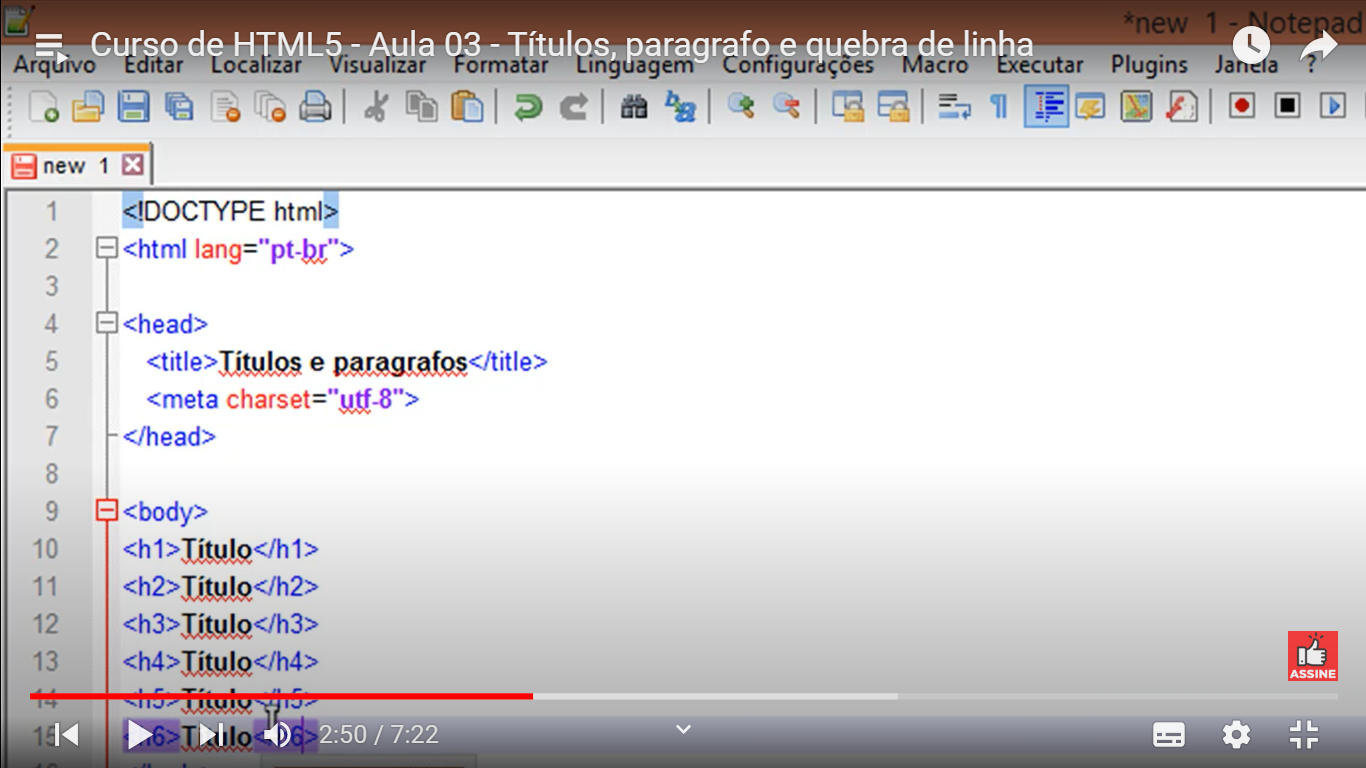 *new 1 - Notepad
Curso de HTML5 - Aula 03 - Títulos, paragrafo e quebra de linha
Arquivo Editar Localizar Visualizar Formatar Linguagem Configurações Macro Executar Plugins Janela ?
new 1
1 <!DOCTYPE html>
2 <html lang="pt-br">
3
4 <head>
5 <title>Títulos e paragrafos</title>
6 <meta charset="utf-8">
7 </head>
8
9 <body>
10 <h1>Título</h1>
11 <h2>Título</h2>
12 <h3>Título</h3>
13 <h4>Título</h4>
14 <h5>Título</h5>
15 <h6>Título</h6>
ASSINE
2:50 / 7:22